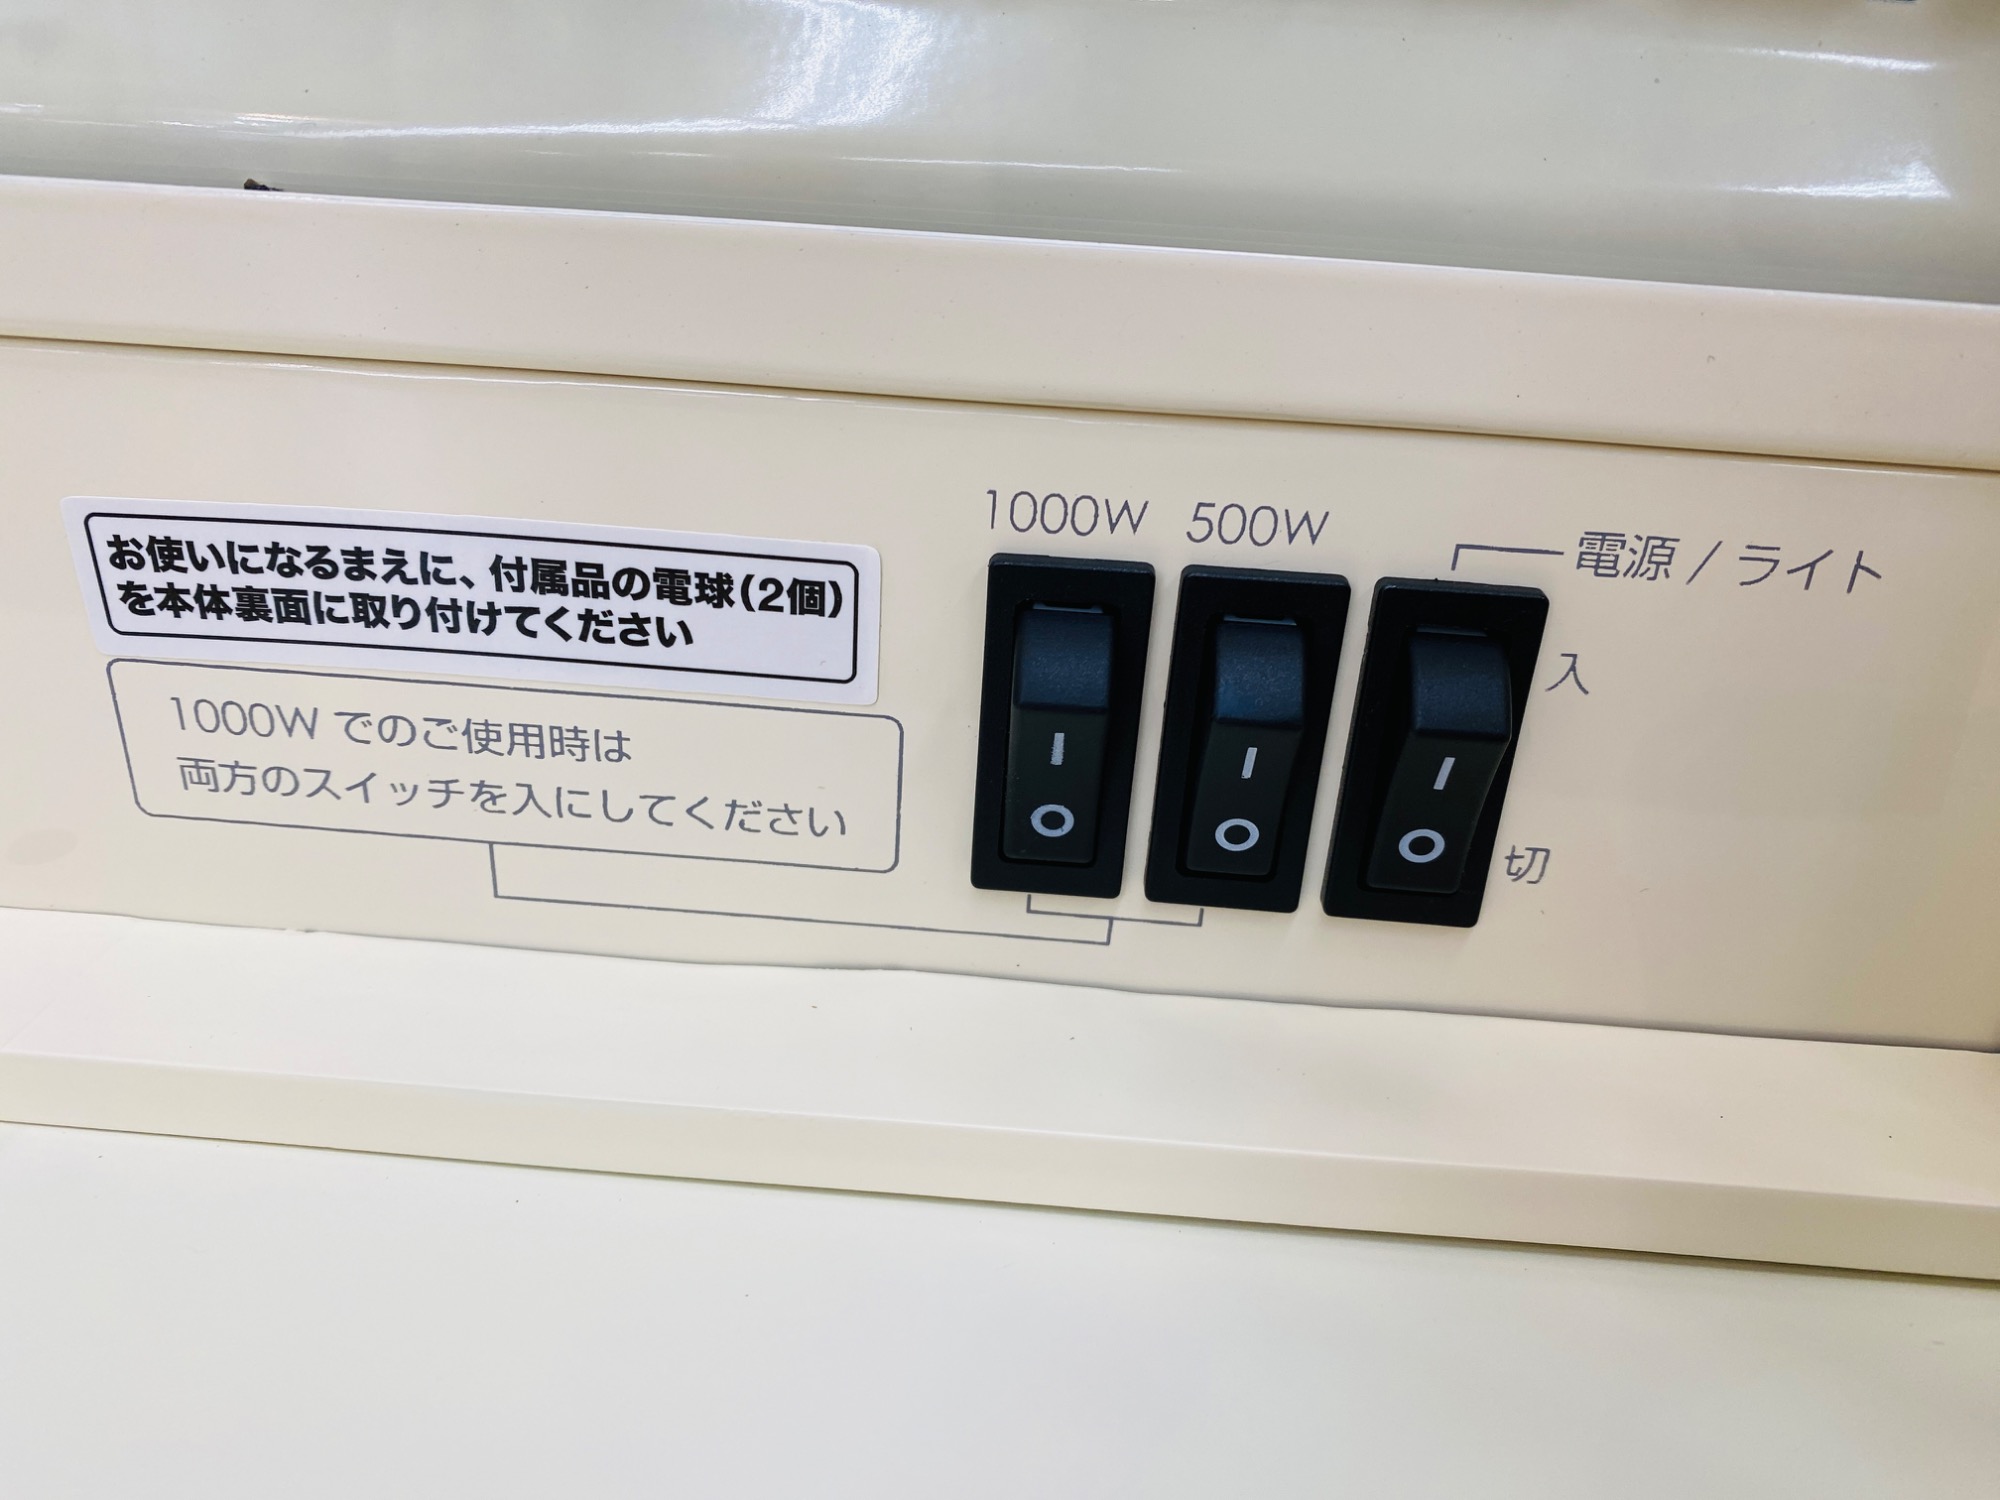 お使いになるまえに、付属品の電球(2個)
を本体裏面に取り付けてください
1000W でのご使用時は
両方のスイッチを入にしてください
1000W
500W
電源 / ライト
入
切